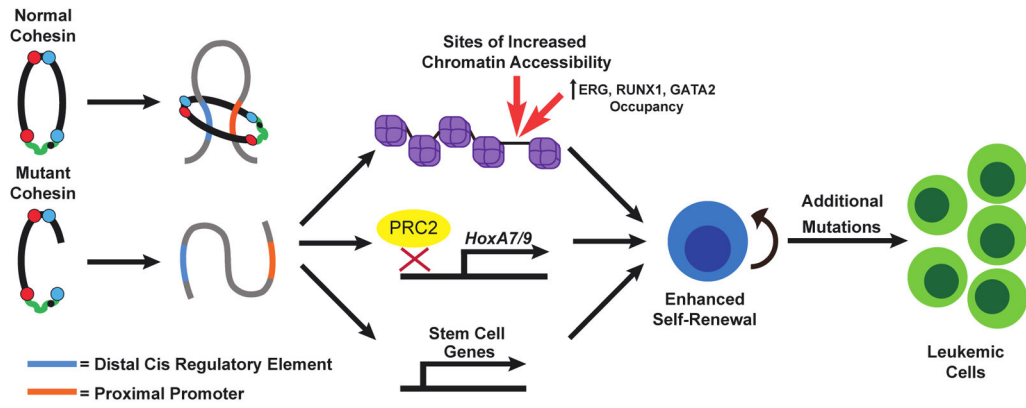 Normal
Cohesin
Mutant
Cohesin
Sites of Increased
Chromatin Accessibility
↑ERG, RUNX1, GATA2
Occupancy
PRC2
HoxA7/9
Stem Cell
Genes
Enhanced
Self-Renewal
Additional
Mutations
Leukemic
Cells
= Distal Cis Regulatory Element
= Proximal Promoter